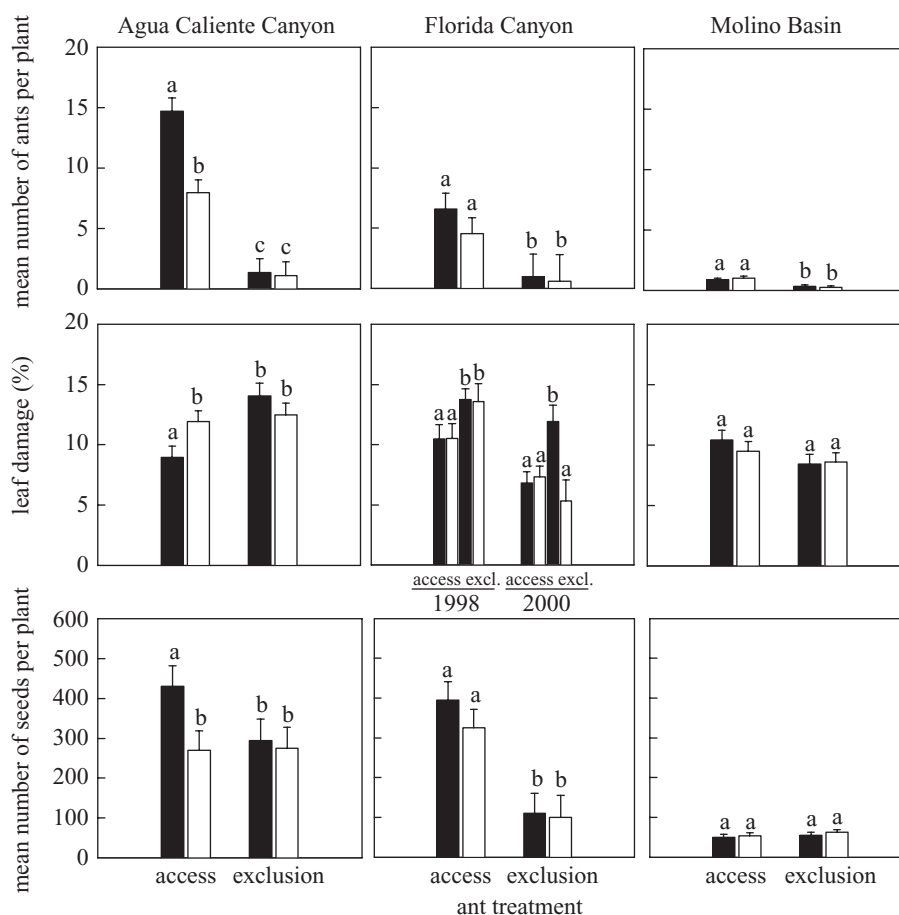 Agua Caliente Canyon
Florida Canyon
Molino Basin
mean number of ants per plant
20
15
10
5
0
a
b
c
c
a
a
b
b
a
a
b
b
leaf damage (%)
20
15
10
5
0
a
b
b
b
a a
b b
a
a
b
a
a
a
a
a
access excl.
access excl.
1998
2000
mean number of seeds per plant
600
500
400
300
200
100
0
a
b
b
b
a
a
b
b
a
a
a
a
access
exclusion
access
exclusion
access
exclusion
ant treatment